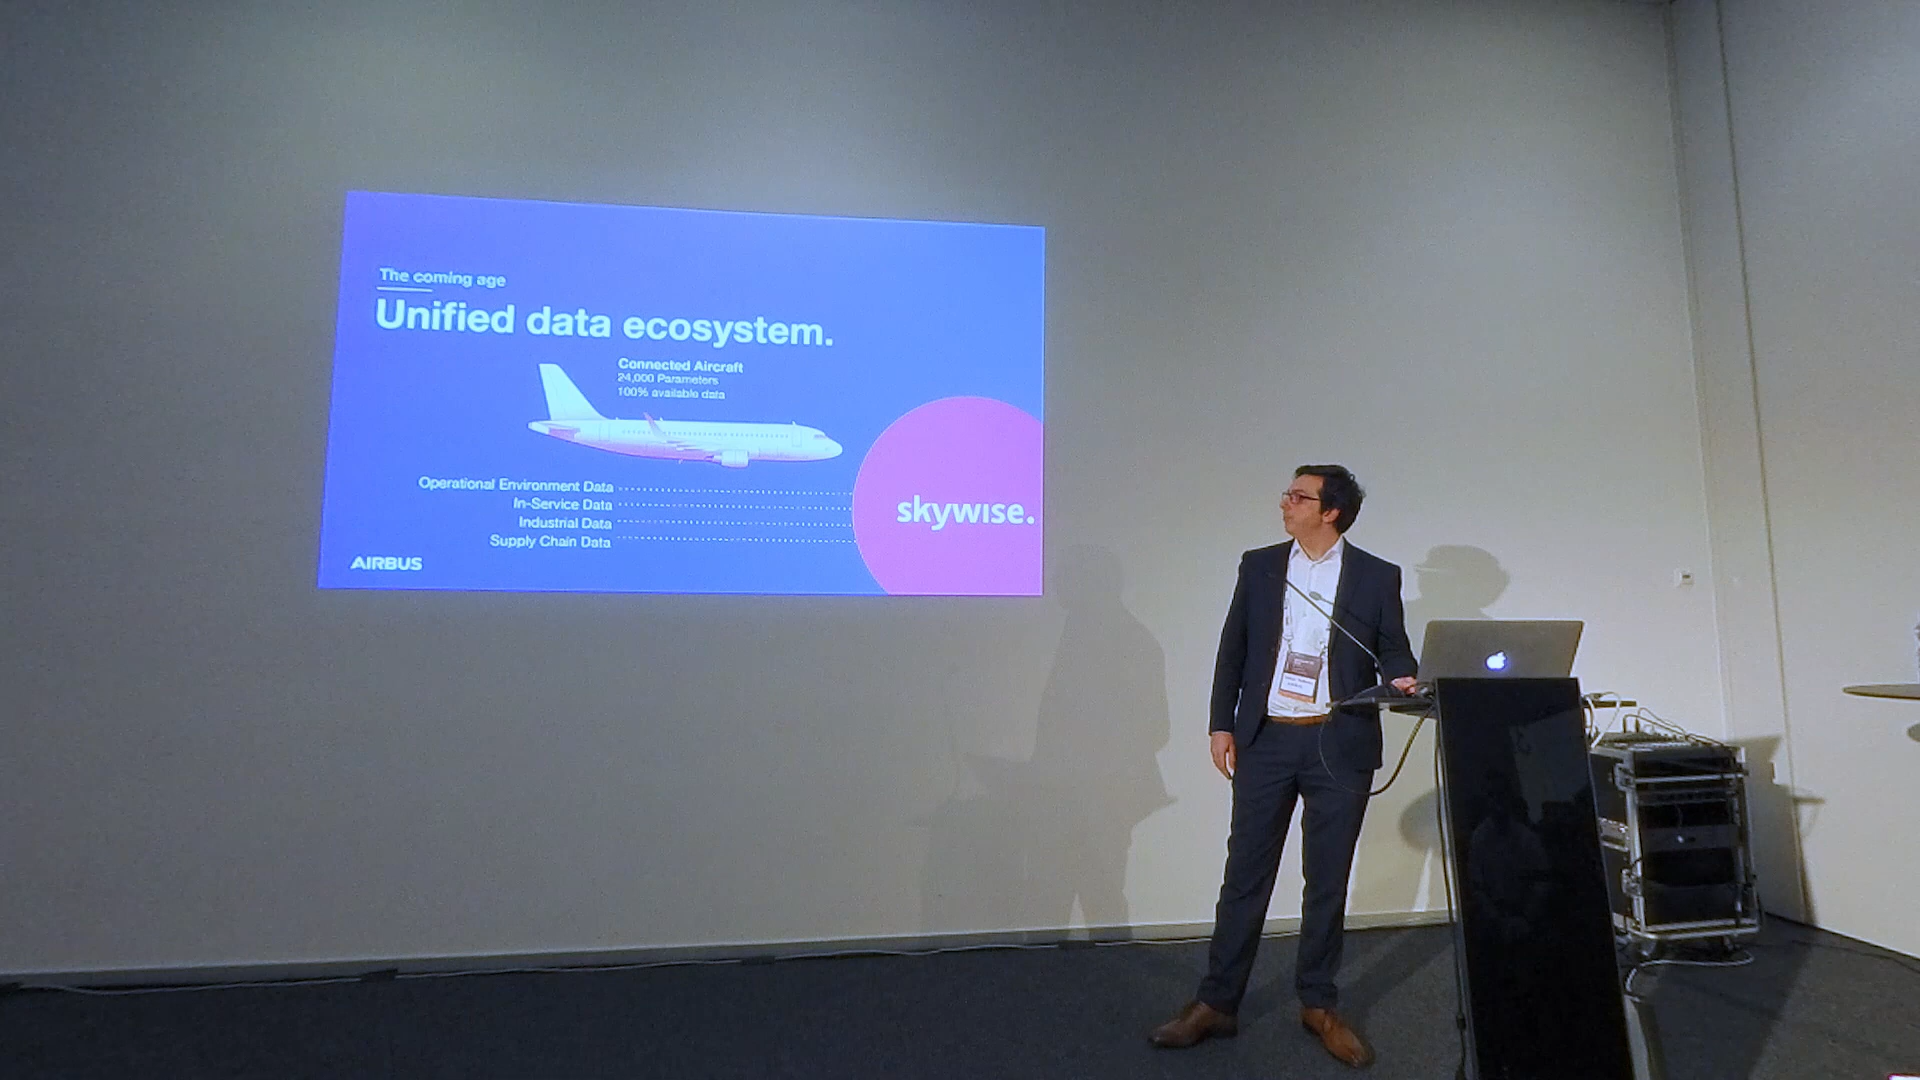 The coming age
Unified data ecosystem.
Connected Aircraft
24,000 Parameters
100% available data
Operational Environment Data
In-Service Data
Industrial Data
Supply Chain Data
skywise.
AIRBUS